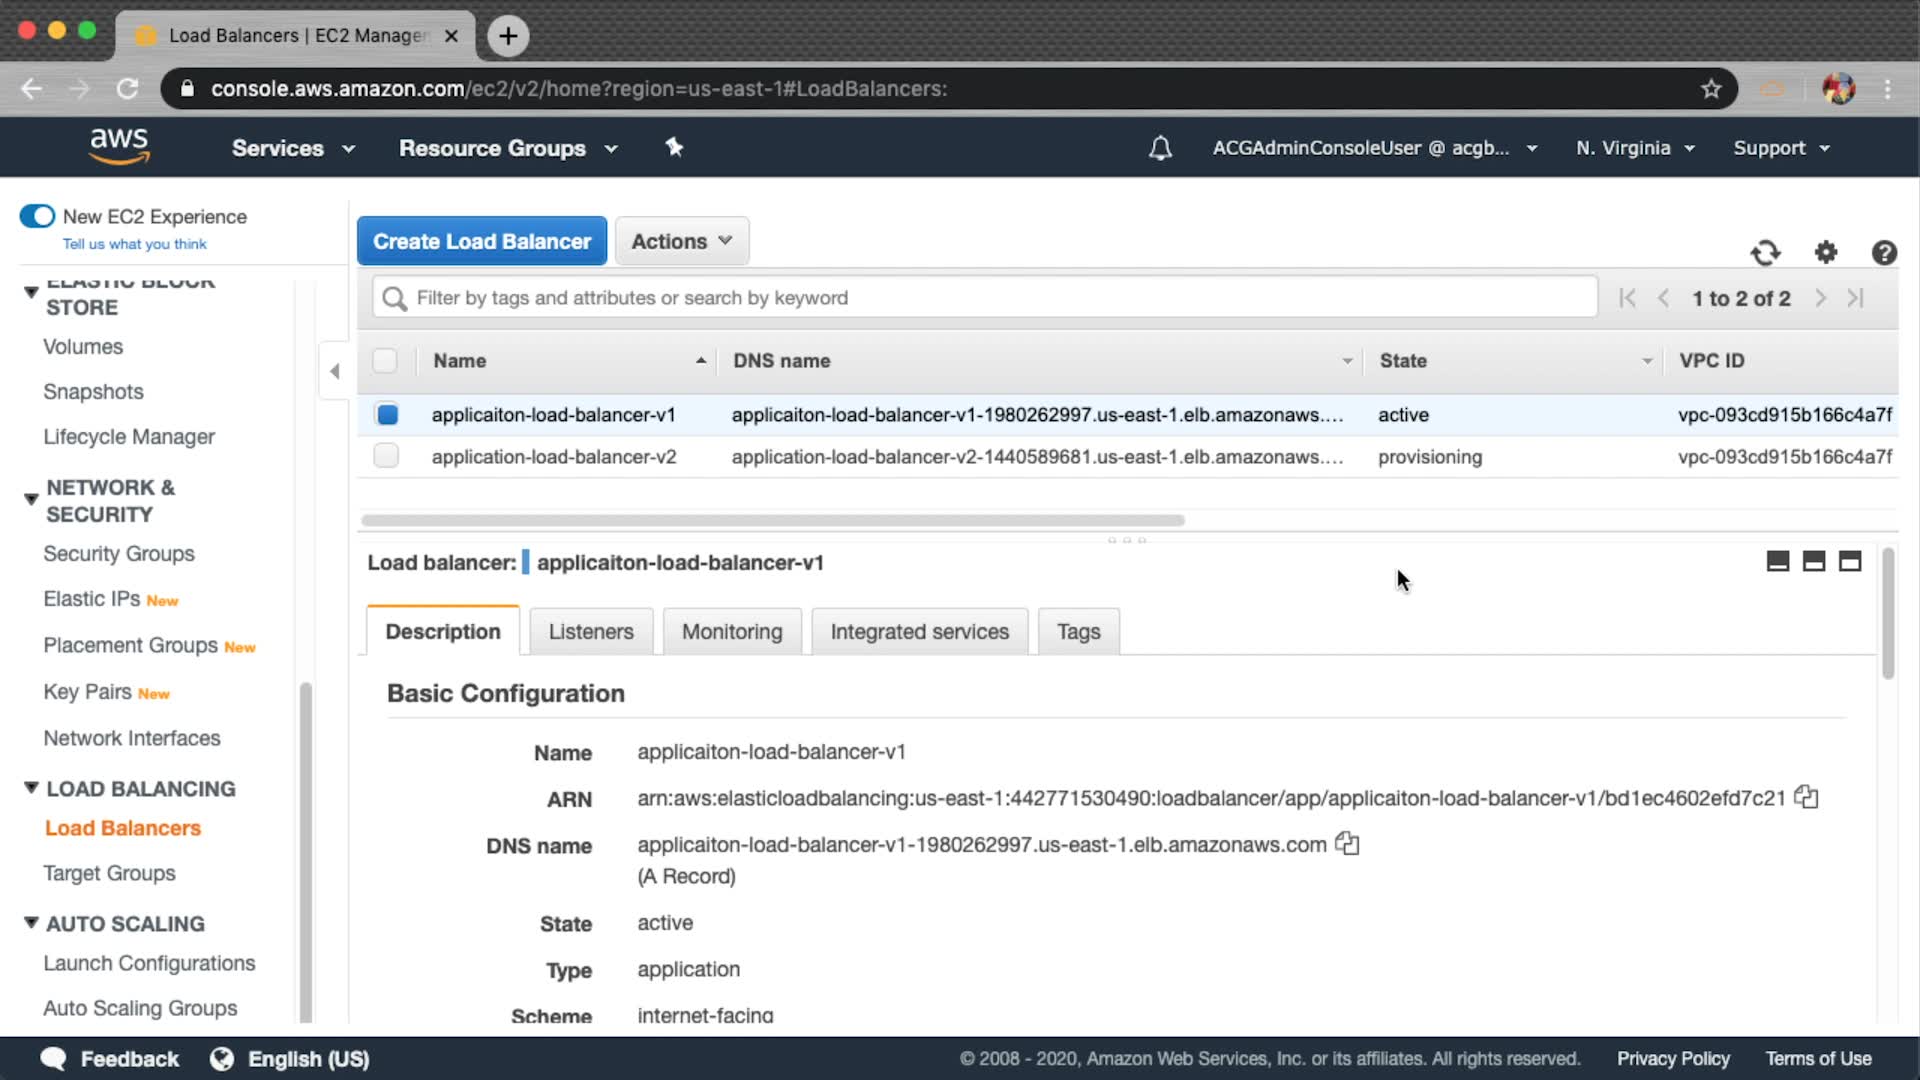 Load Balancers | EC2 Manager
console.aws.amazon.com/ec2/v2/home?region=us-east-1#LoadBalancers:
aws
Services
Resource Groups
ACGAdminConsoleUser @ acgb...
N. Virginia
Support
New EC2 Experience
Tell us what you think
ELASTIC BLOCK
STORE
Volumes
Snapshots
Lifecycle Manager
NETWORK &
SECURITY
Security Groups
Elastic IPs New
Placement Groups New
Key Pairs New
Network Interfaces
LOAD BALANCING
Load Balancers
Target Groups
AUTO SCALING
Launch Configurations
Auto Scaling Groups
Create Load Balancer
Actions
Filter by tags and attributes or search by keyword
1 to 2 of 2
Name DNS name State VPC ID
applicaiton-load-balancer-v1 applicaiton-load-balancer-v1-1980262997.us-east-1.elb.amazonaws.... active vpc-093cd915b166c4a7f
application-load-balancer-v2 application-load-balancer-v2-1440589681.us-east-1.elb.amazonaws.... provisioning vpc-093cd915b166c4a7f
Load balancer: applicaiton-load-balancer-v1
Description Listeners Monitoring Integrated services Tags
Basic Configuration
Name applicaiton-load-balancer-v1
ARN arn:aws:elasticloadbalancing:us-east-1:442771530490:loadbalancer/app/applicaiton-load-balancer-v1/bd1ec4602efd7c21
DNS name applicaiton-load-balancer-v1-1980262997.us-east-1.elb.amazonaws.com
(A Record)
State active
Type application
Scheme internet-facing
Feedback
English (US)
© 2008 - 2020, Amazon Web Services, Inc. or its affiliates. All rights reserved.
Privacy Policy
Terms of Use